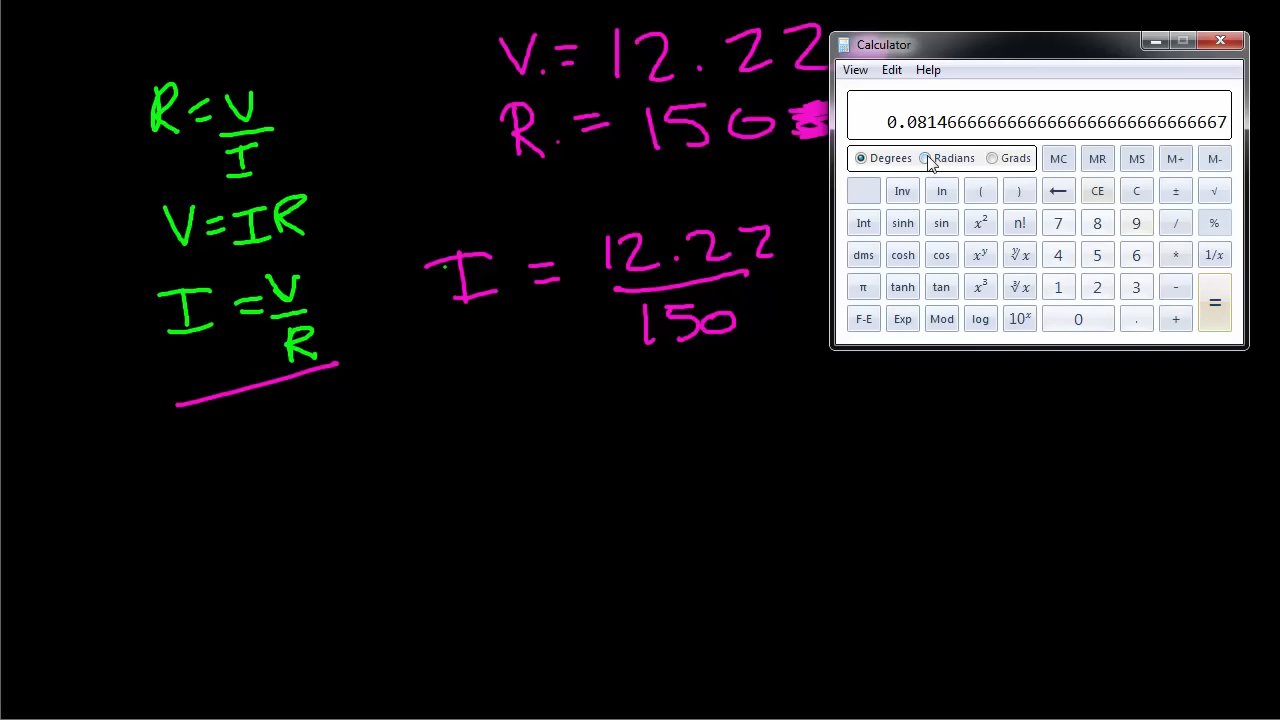 R = V
I
V = IR
I = V
R
V. = 12.22
R. = 150
I = 12.22
150
Calculator
View Edit Help
0.08146666666666666666666666666667
Degrees Radians Grads MC MR MS M+ M-
Inv ln ( ) ← CE C ± √
Int sinh sin x² n! 7 8 9 / %
dms cosh cos xʸ ʸ√x 4 5 6 * 1/x
π tanh tan x³ ³√x 1 2 3 - =
F-E Exp Mod log 10ˣ 0 . +